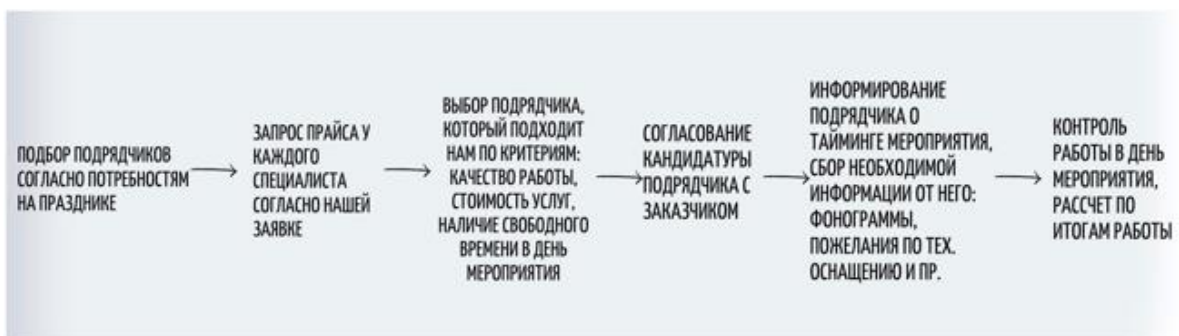 ПОДБОР ПОДРЯДЧИКОВ
СОГЛАСНО ПОТРЕБНОСТЯМ
НА ПРАЗДНИКЕ
ЗАПРОС ПРАЙСА У
КАЖДОГО
СПЕЦИАЛИСТА
СОГЛАСНО НАШЕЙ
ЗАЯВКЕ
ВЫБОР ПОДРЯДЧИКА,
КОТОРЫЙ ПОДХОДИТ
НАМ ПО КРИТЕРИЯМ:
КАЧЕСТВО РАБОТЫ,
СТОИМОСТЬ УСЛУГ,
НАЛИЧИЕ СВОБОДНОГО
ВРЕМЕНИ В ДЕНЬ
МЕРОПРИЯТИЯ
СОГЛАСОВАНИЕ
КАНДИДАТУРЫ
ПОДРЯДЧИКА С
ЗАКАЗЧИКОМ
ИНФОРМИРОВАНИЕ
ПОДРЯДЧИКА О
ТАЙМИНГЕ МЕРОПРИЯТИЯ,
СБОР НЕОБХОДИМОЙ
ИНФОРМАЦИИ ОТ НЕГО:
ФОНОГРАММЫ,
ПОЖЕЛАНИЯ ПО ТЕХ.
ОСНАЩЕНИЮ И ПР.
КОНТРОЛЬ
РАБОТЫ В ДЕНЬ
МЕРОПРИЯТИЯ,
РАССЧЕТ ПО
ИТОГАМ РАБОТЫ